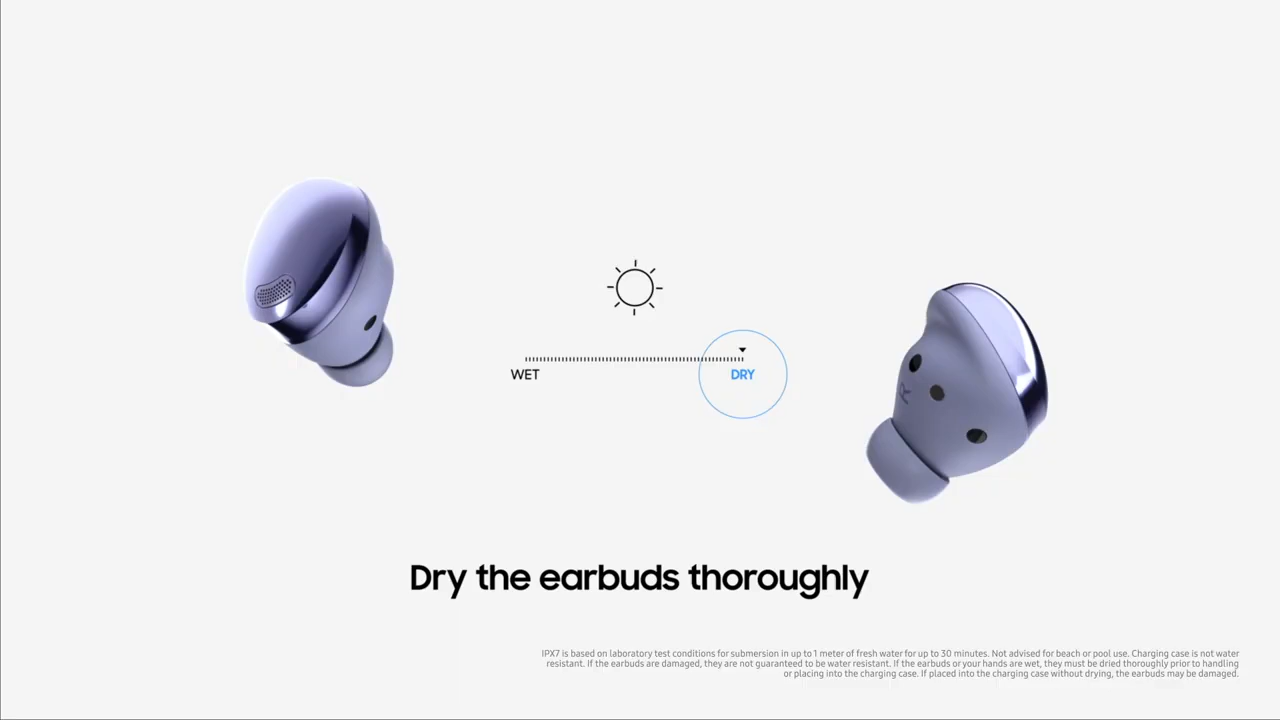 R
WET
DRY
Dry the earbuds thoroughly
IPX7 is based on laboratory test conditions for submersion in up to 1 meter of fresh water for up to 30 minutes. Not advised for beach or pool use. Charging case is not water
resistant. If the earbuds are damaged, they are not guaranteed to be water resistant. If the earbuds or your hands are wet, they must be dried thoroughly prior to handling
or placing into the charging case. If placed into the charging case without drying, the earbuds may be damaged.